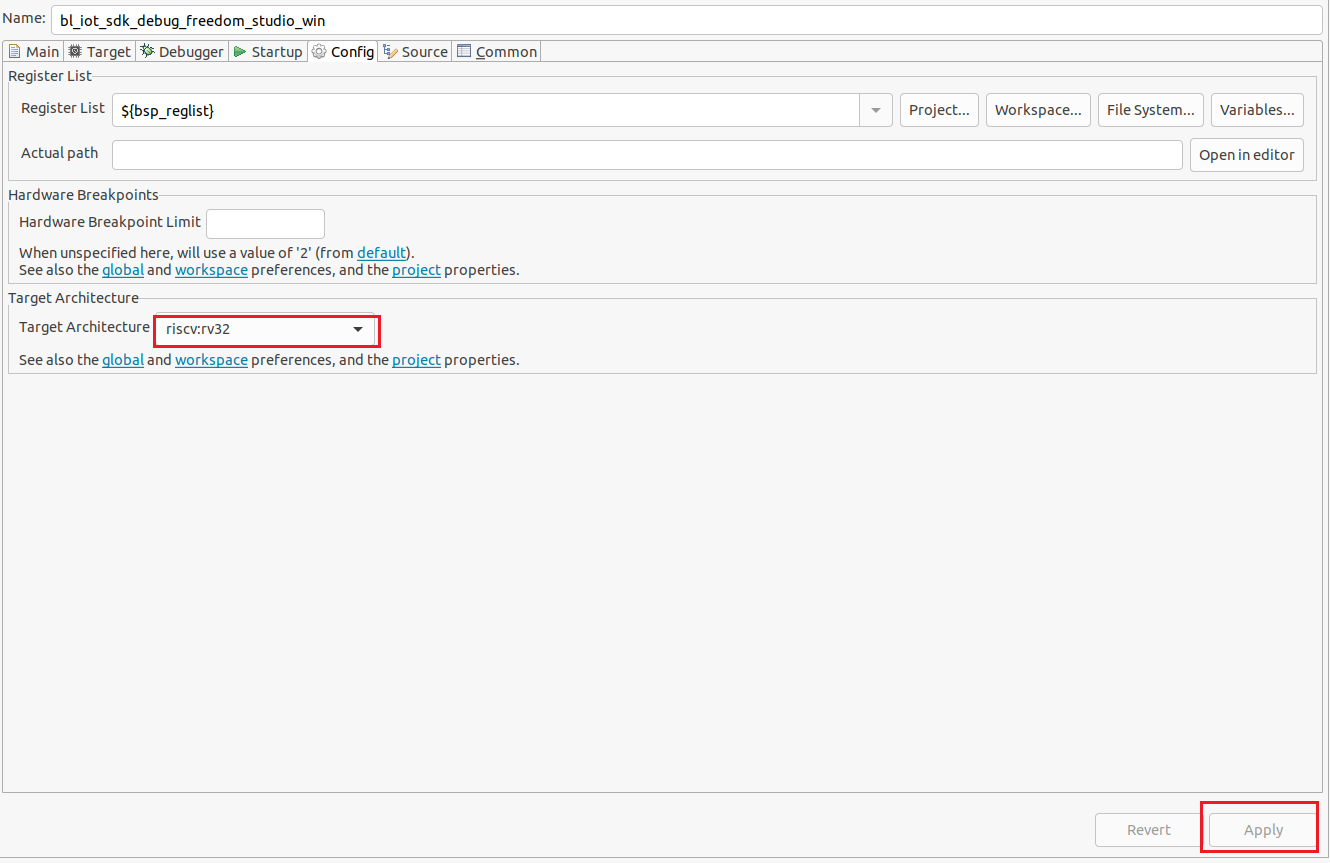 Name: bl_iot_sdk_debug_freedom_studio_win
Main Target Debugger Startup Config Source Common
Register List
Register List ${bsp_reglist} Project... Workspace... File System... Variables...
Actual path Open in editor
Hardware Breakpoints
Hardware Breakpoint Limit
When unspecified here, will use a value of '2' (from default).
See also the global and workspace preferences, and the project properties.
Target Architecture
Target Architecture riscv:rv32
See also the global and workspace preferences, and the project properties.
Revert Apply